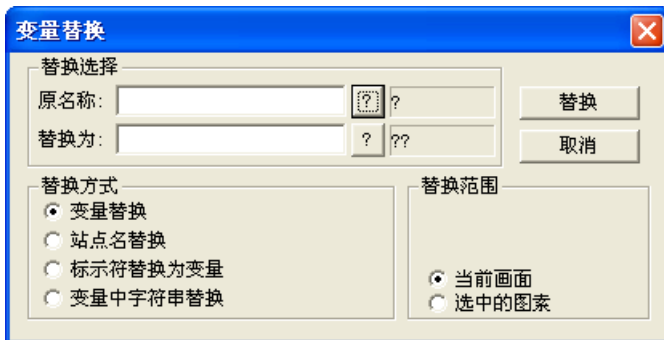 变量替换
替换选择
原名称: ? ?
替换为: ? ??
替换
取消
替换方式
变量替换
站点名替换
标示符替换为变量
变量中字符串替换
替换范围
当前画面
选中的图素